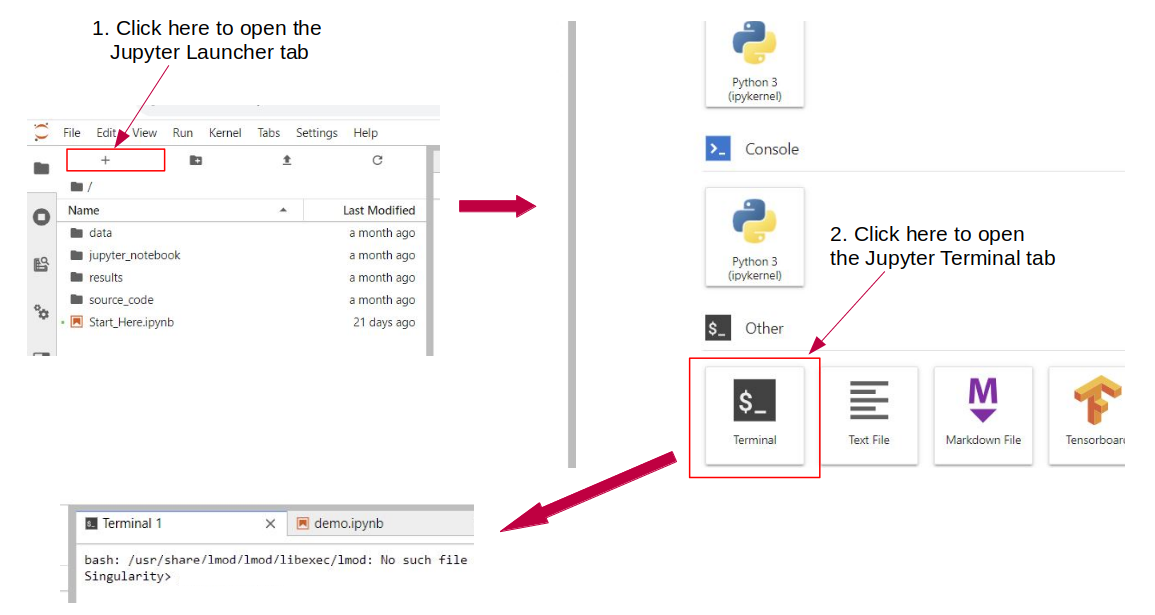 1. Click here to open the
Jupyter Launcher tab
File Edit View Run Kernel Tabs Settings Help
+
/
Name Last Modified
data a month ago
jupyter_notebook a month ago
results a month ago
source_code a month ago
Start_Here.ipynb 21 days ago
Python 3
(ipykernel)
Console
Python 3
(ipykernel)
2. Click here to open
the Jupyter Terminal tab
$_ Other
$_
Terminal
Text File
M
Markdown File
Tensorboard
$_ Terminal 1 × demo.ipynb
bash: /usr/share/lmod/lmod/libexec/lmod: No such file
Singularity>